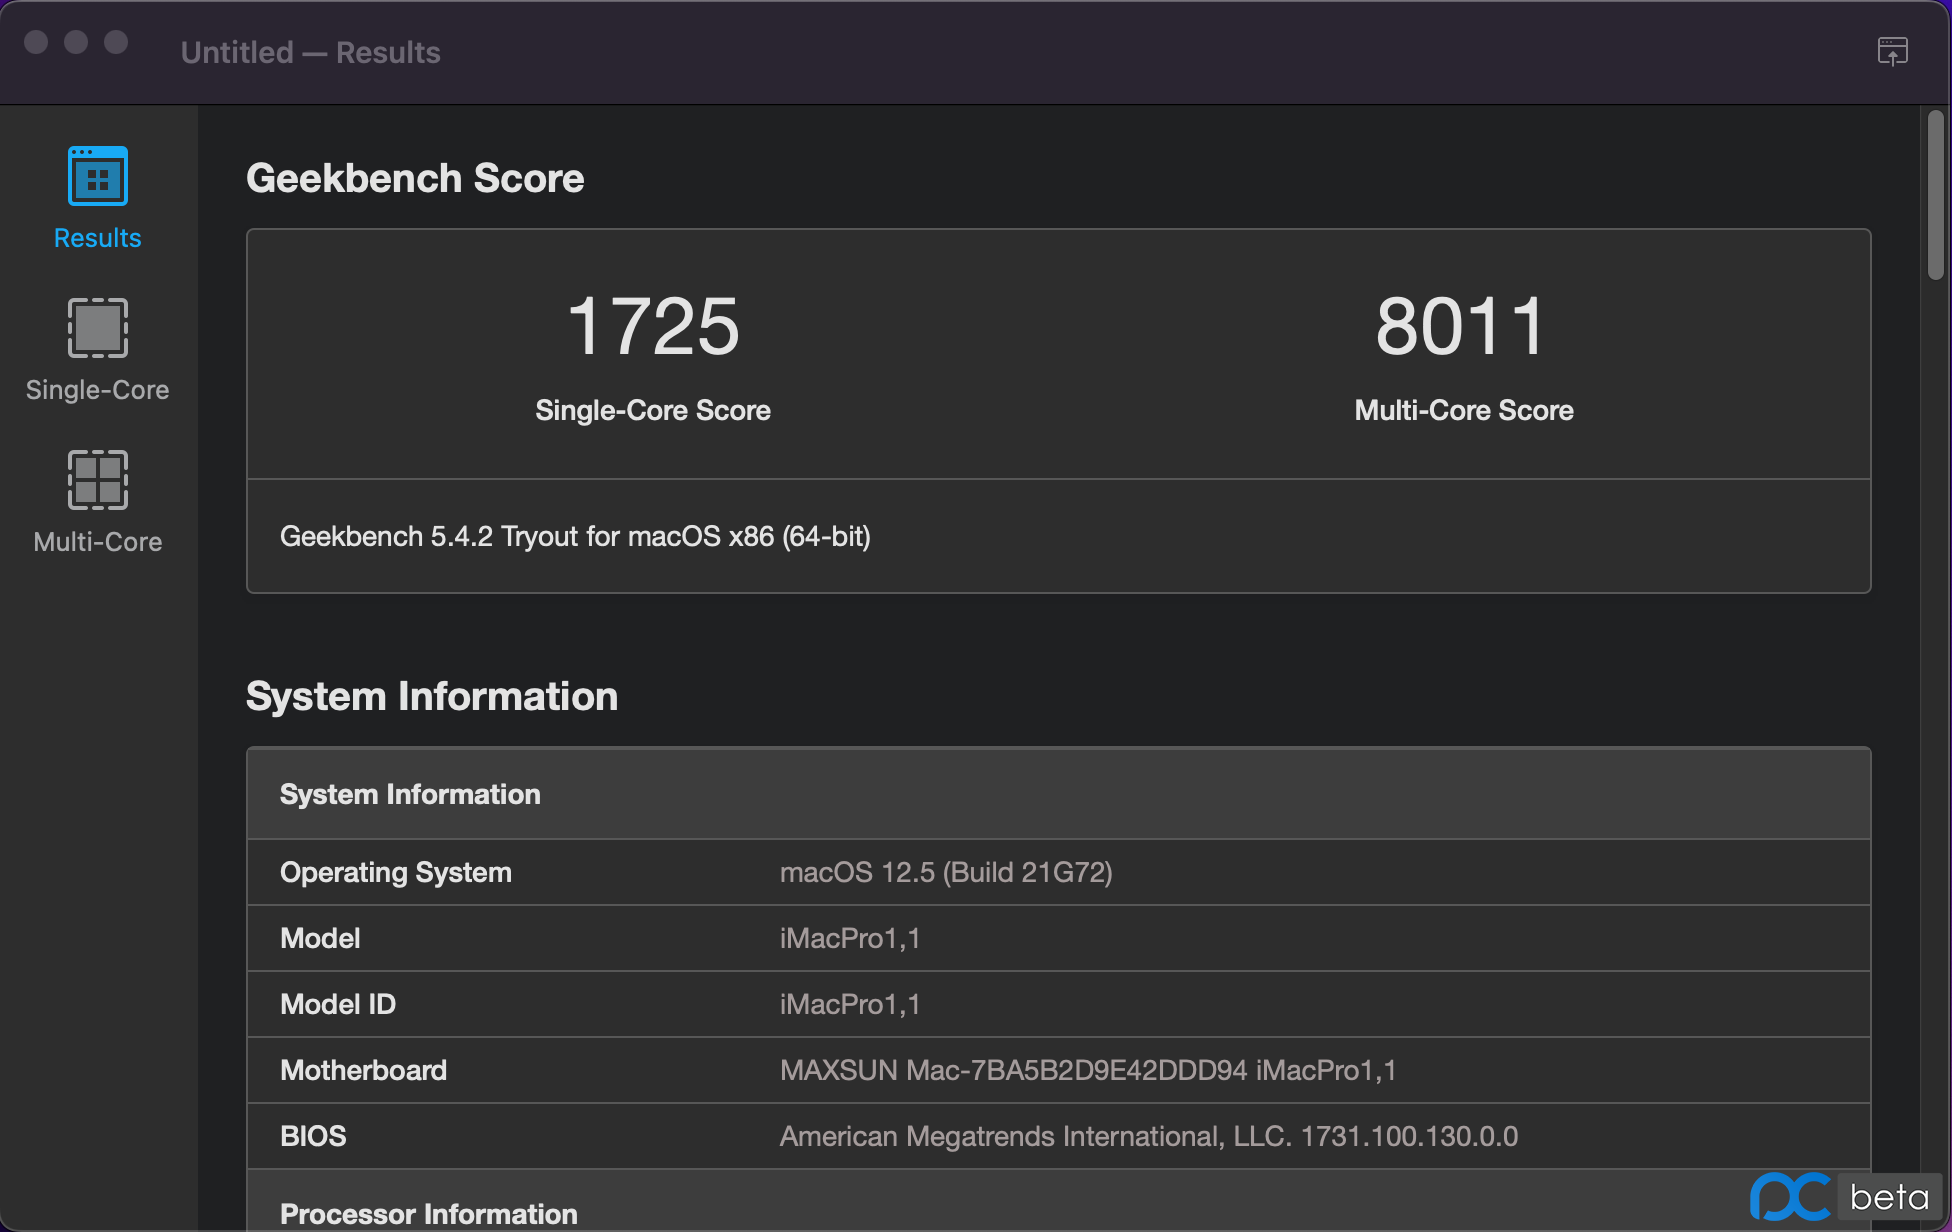 Untitled — Results
Results
Single-Core
Multi-Core
Geekbench Score
1725
Single-Core Score
8011
Multi-Core Score
Geekbench 5.4.2 Tryout for macOS x86 (64-bit)
System Information
System Information
Operating System macOS 12.5 (Build 21G72)
Model iMacPro1,1
Model ID iMacPro1,1
Motherboard MAXSUN Mac-7BA5B2D9E42DDD94 iMacPro1,1
BIOS American Megatrends International, LLC. 1731.100.130.0.0
Processor Information
pc beta